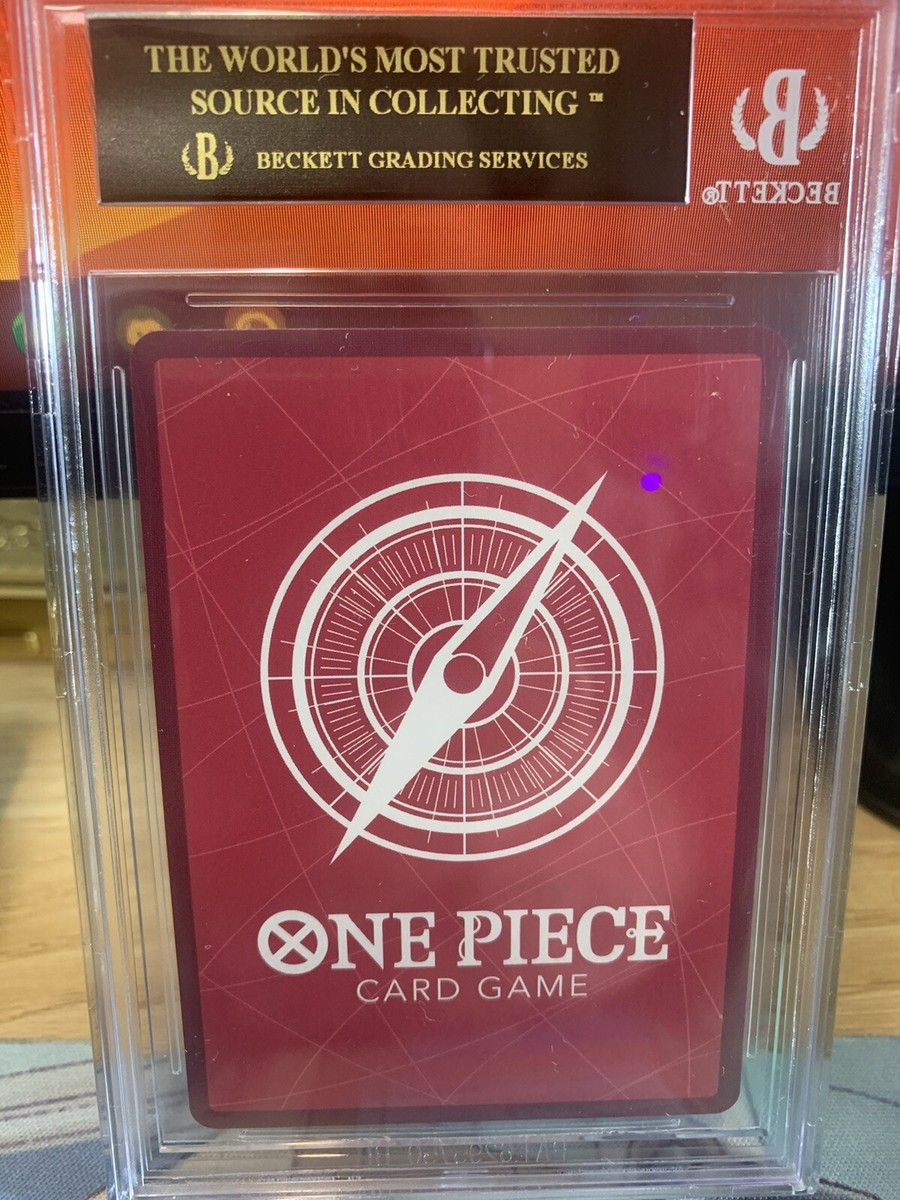 THE WORLD'S MOST TRUSTED
SOURCE IN COLLECTING ™
B BECKETT GRADING SERVICES
B
BECKETT®
ONE PIECE
CARD GAME